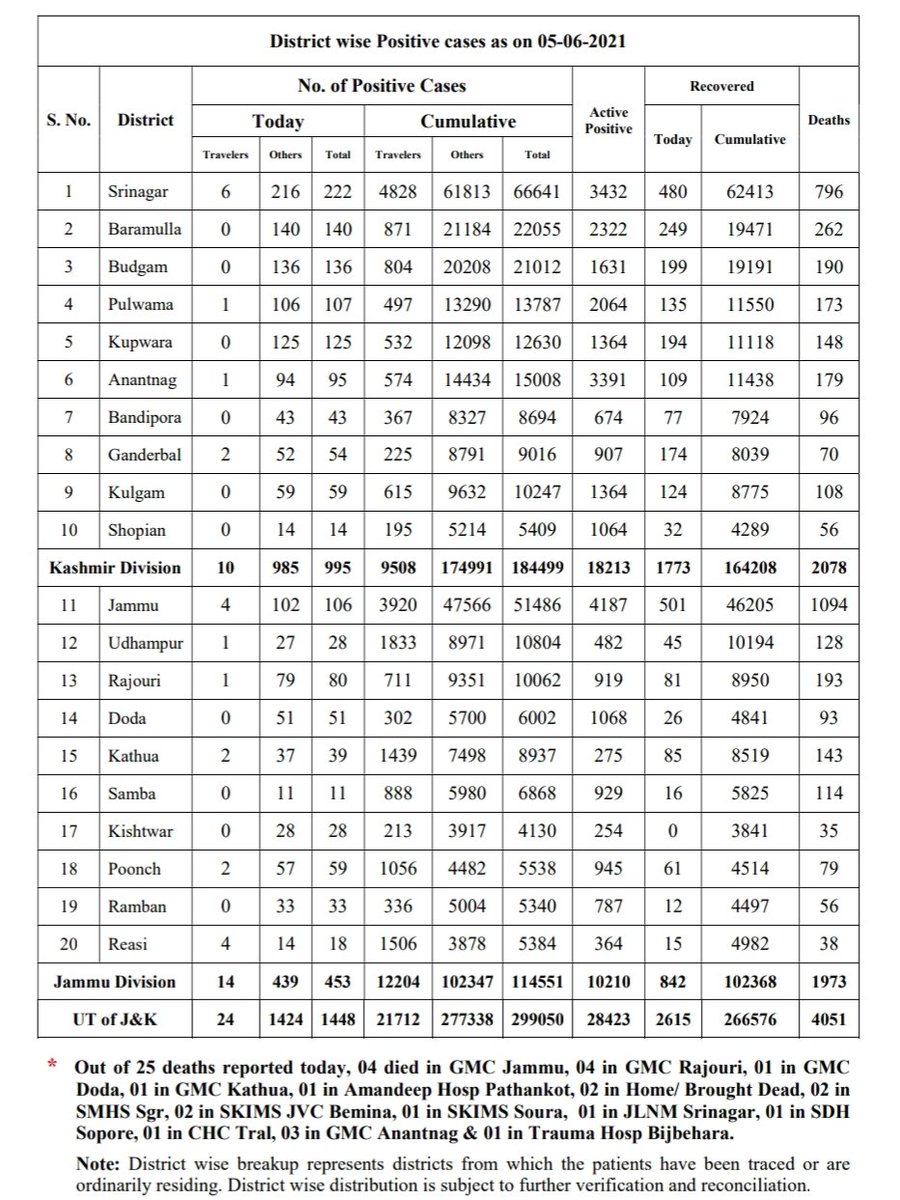 District wise Positive cases as on 05-06-2021
S. No. District No. of Positive Cases Active Positive Recovered Deaths
Today Cumulative Today Cumulative
Travelers Others Total Travelers Others Total
1 Srinagar 6 216 222 4828 61813 66641 3432 480 62413 796
2 Baramulla 0 140 140 871 21184 22055 2322 249 19471 262
3 Budgam 0 136 136 804 20208 21012 1631 199 19191 190
4 Pulwama 1 106 107 497 13290 13787 2064 135 11550 173
5 Kupwara 0 125 125 532 12098 12630 1364 194 11118 148
6 Anantnag 1 94 95 574 14434 15008 3391 109 11438 179
7 Bandipora 0 43 43 367 8327 8694 674 77 7924 96
8 Ganderbal 2 52 54 225 8791 9016 907 174 8039 70
9 Kulgam 0 59 59 615 9632 10247 1364 124 8775 108
10 Shopian 0 14 14 195 5214 5409 1064 32 4289 56
Kashmir Division 10 985 995 9508 174991 184499 18213 1773 164208 2078
11 Jammu 4 102 106 3920 47566 51486 4187 501 46205 1094
12 Udhampur 1 27 28 1833 8971 10804 482 45 10194 128
13 Rajouri 1 79 80 711 9351 10062 919 81 8950 193
14 Doda 0 51 51 302 5700 6002 1068 26 4841 93
15 Kathua 2 37 39 1439 7498 8937 275 85 8519 143
16 Samba 0 11 11 888 5980 6868 929 16 5825 114
17 Kishtwar 0 28 28 213 3917 4130 254 0 3841 35
18 Poonch 2 57 59 1056 4482 5538 945 61 4514 79
19 Ramban 0 33 33 336 5004 5340 787 12 4497 56
20 Reasi 4 14 18 1506 3878 5384 364 15 4982 38
Jammu Division 14 439 453 12204 102347 114551 10210 842 102368 1973
UT of J&K 24 1424 1448 21712 277338 299050 28423 2615 266576 4051
* Out of 25 deaths reported today, 04 died in GMC Jammu, 04 in GMC Rajouri, 01 in GMC
Doda, 01 in GMC Kathua, 01 in Amandeep Hosp Pathankot, 02 in Home/ Brought Dead, 02 in
SMHS Sgr, 02 in SKIMS JVC Bemina, 01 in SKIMS Soura, 01 in JLNM Srinagar, 01 in SDH
Sopore, 01 in CHC Tral, 03 in GMC Anantnag & 01 in Trauma Hosp Bijbehara.
Note: District wise breakup represents districts from which the patients have been traced or are
ordinarily residing. District wise distribution is subject to further verification and reconciliation.